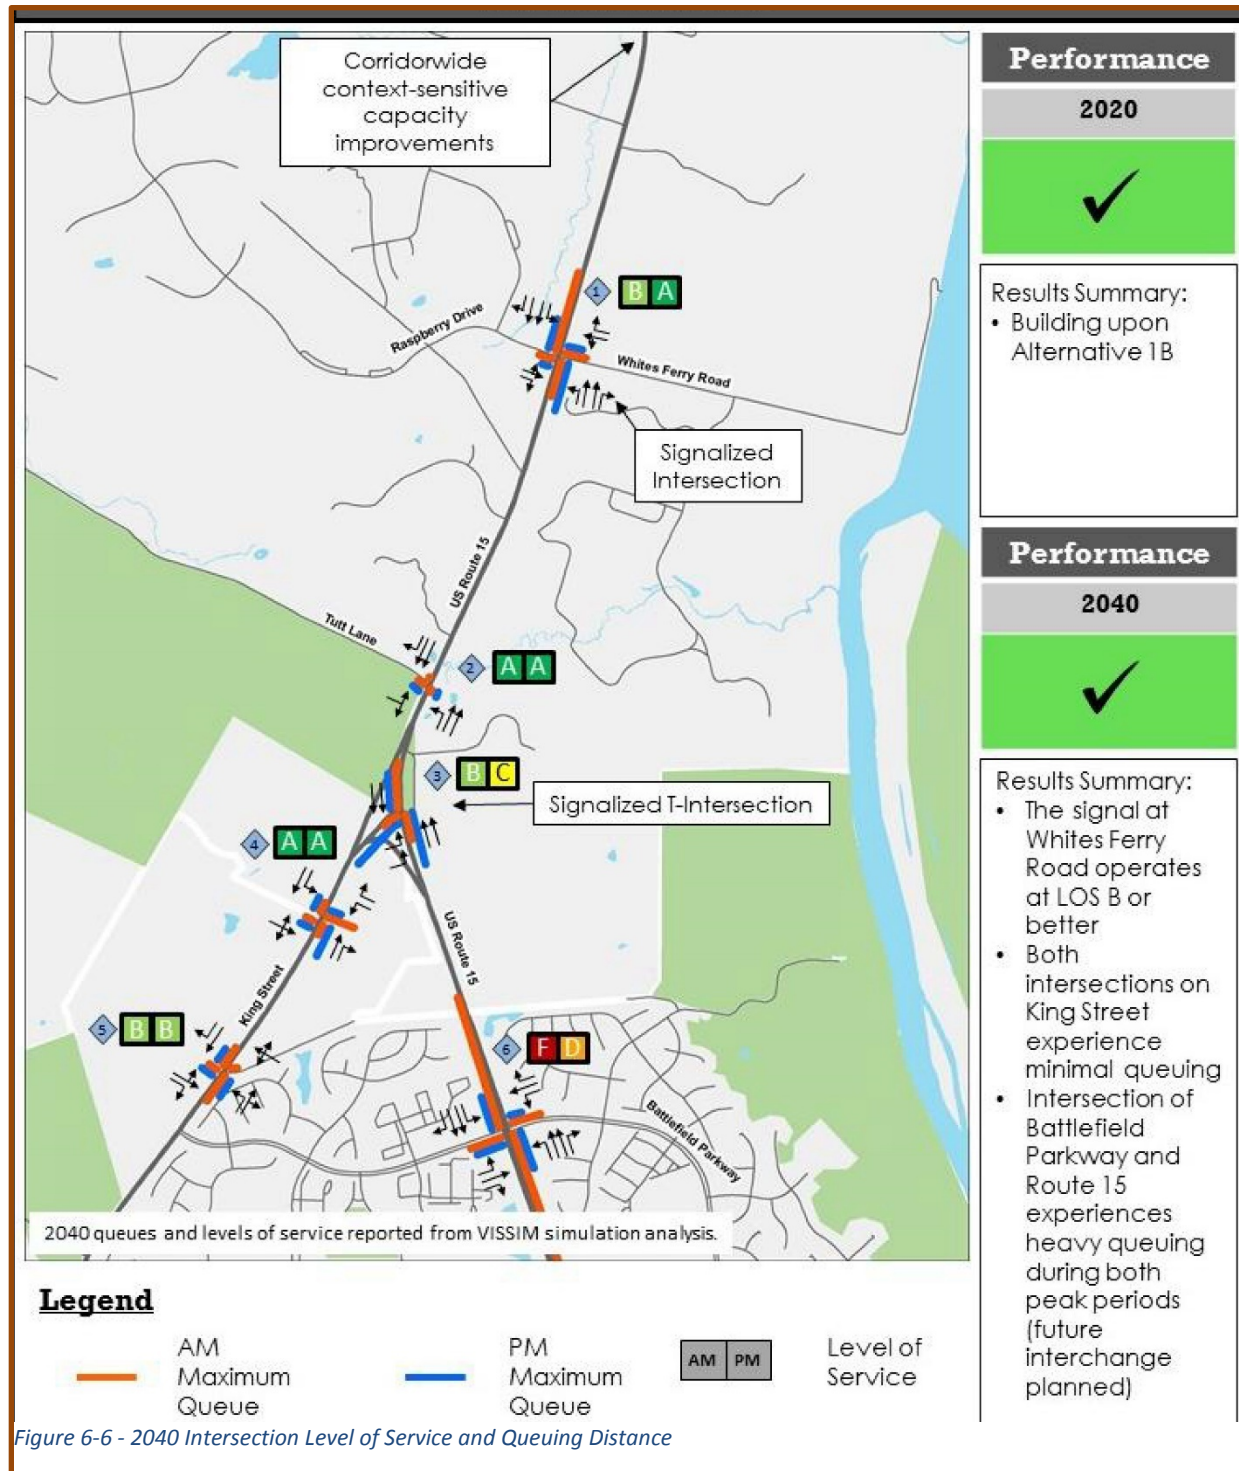 Corridorwide
context-sensitive
capacity
improvements
1
B A
Raspberry Drive
Whites Ferry Road
Signalized
Intersection
US Route 15
Tutt Lane
2
A A
3
B C
Signalized T-Intersection
4
A A
US Route 15
King Street
5
B B
6
F D
Battlefield Parkway
2040 queues and levels of service reported from VISSIM simulation analysis.
Performance
2020
✓
Results Summary:
• Building upon
Alternative 1B
Performance
2040
✓
Results Summary:
• The signal at
Whites Ferry
Road operates
at LOS B or
better
• Both
intersections on
King Street
experience
minimal queuing
• Intersection of
Battlefield
Parkway and
Route 15
experiences
heavy queuing
during both
peak periods
(future
interchange
planned)
Legend
AM
Maximum
Queue
PM
Maximum
Queue
AM PM
Level of
Service
Figure 6-6 - 2040 Intersection Level of Service and Queuing Distance